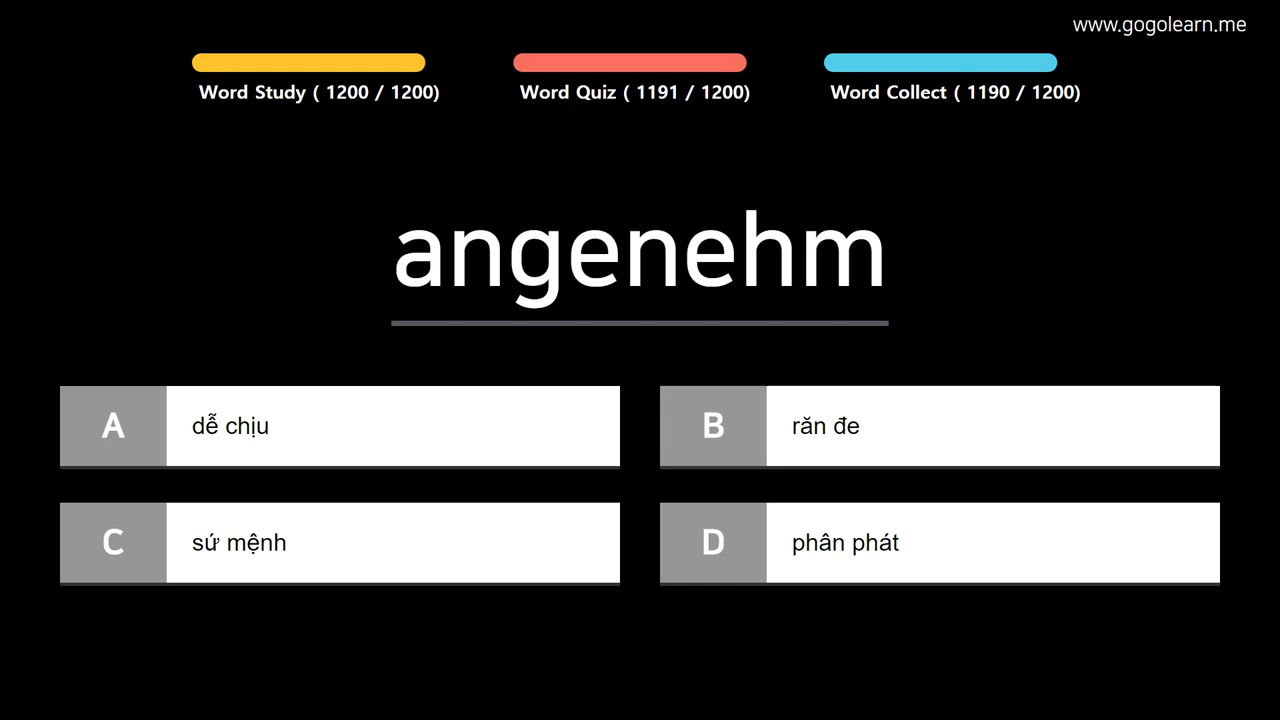 www.gogolearn.me
Word Study ( 1200 / 1200)
Word Quiz ( 1191 / 1200)
Word Collect ( 1190 / 1200)
angenehm
A dễ chịu
B răn đe
C sứ mệnh
D phân phát